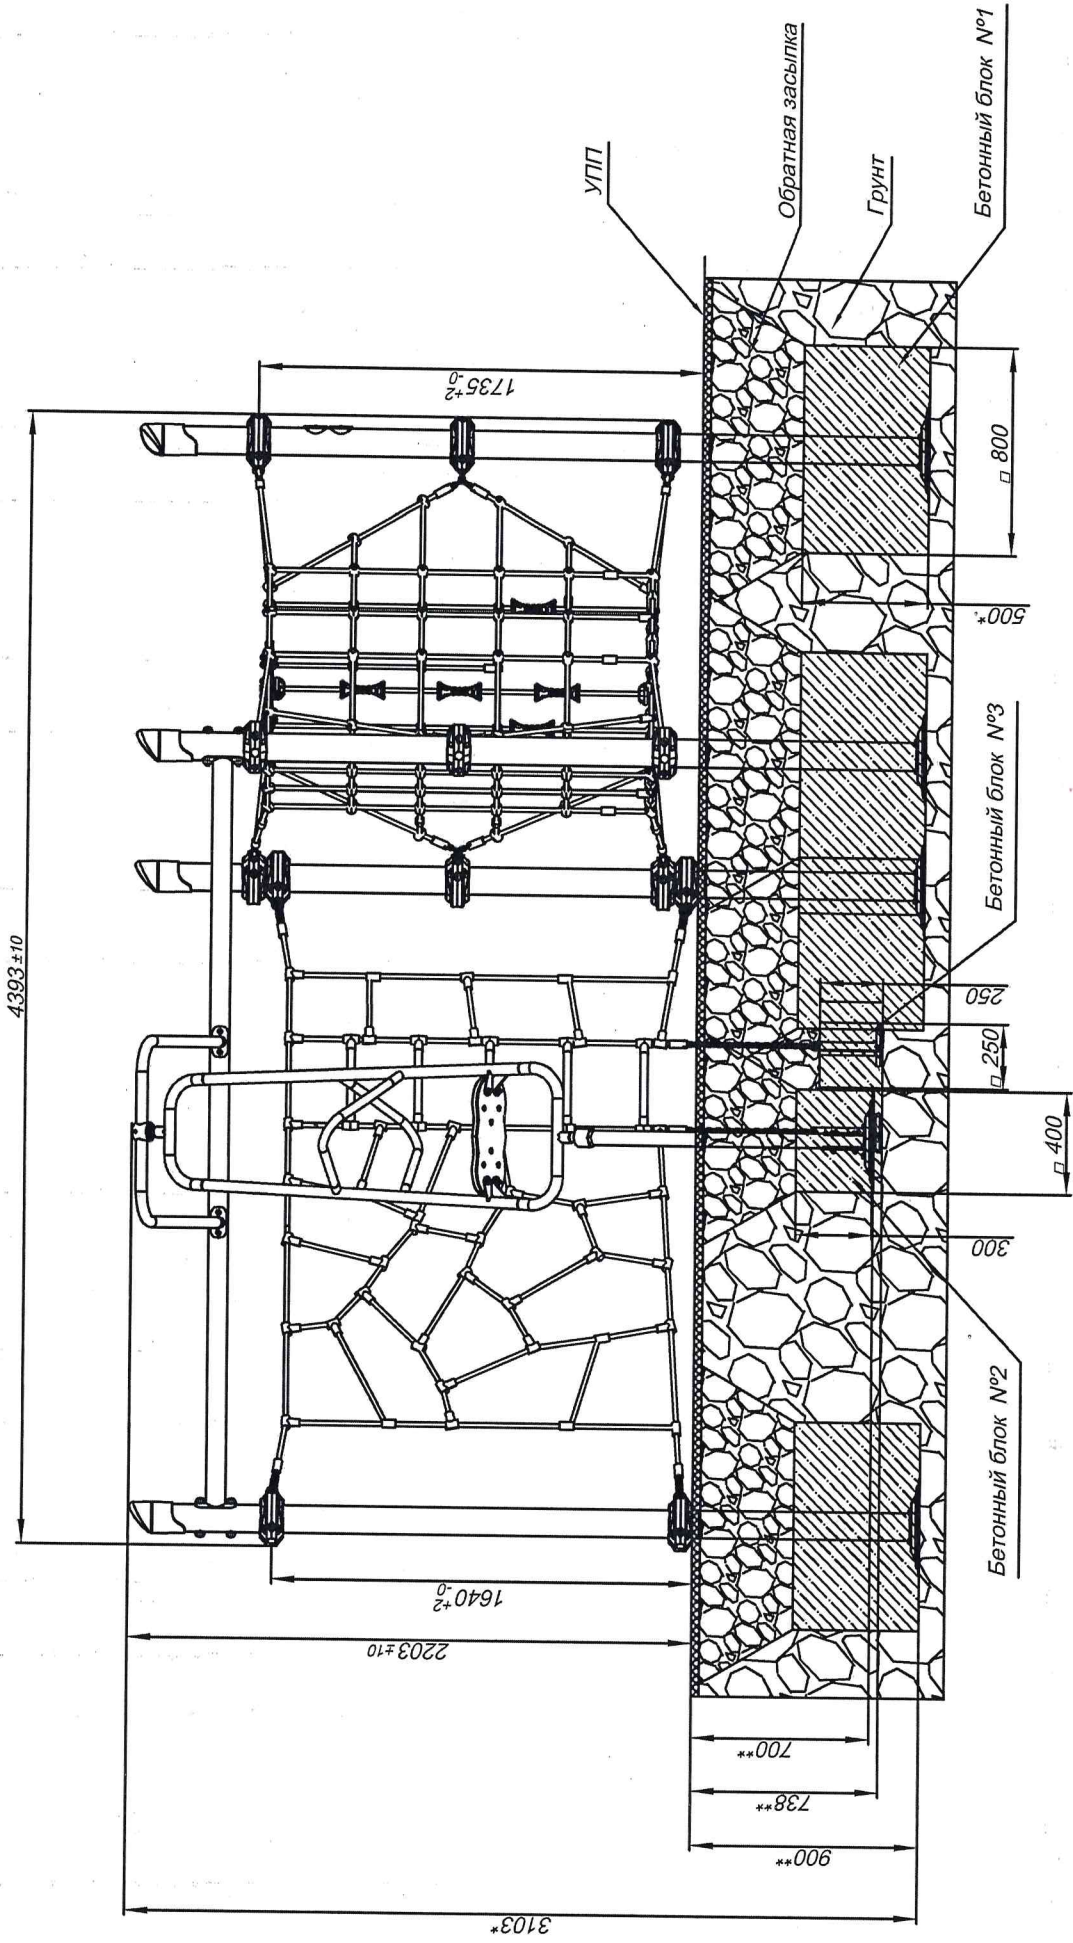 4393±10
УПП
Обратная засыпка
Грунт
Бетонный блок №1
1735 +2 -0
□ 800
500*
Бетонный блок №3
250
□ 250
□ 400
300
Бетонный блок №2
1640 +2 -0
2203±10
700**
738**
900**
3103*